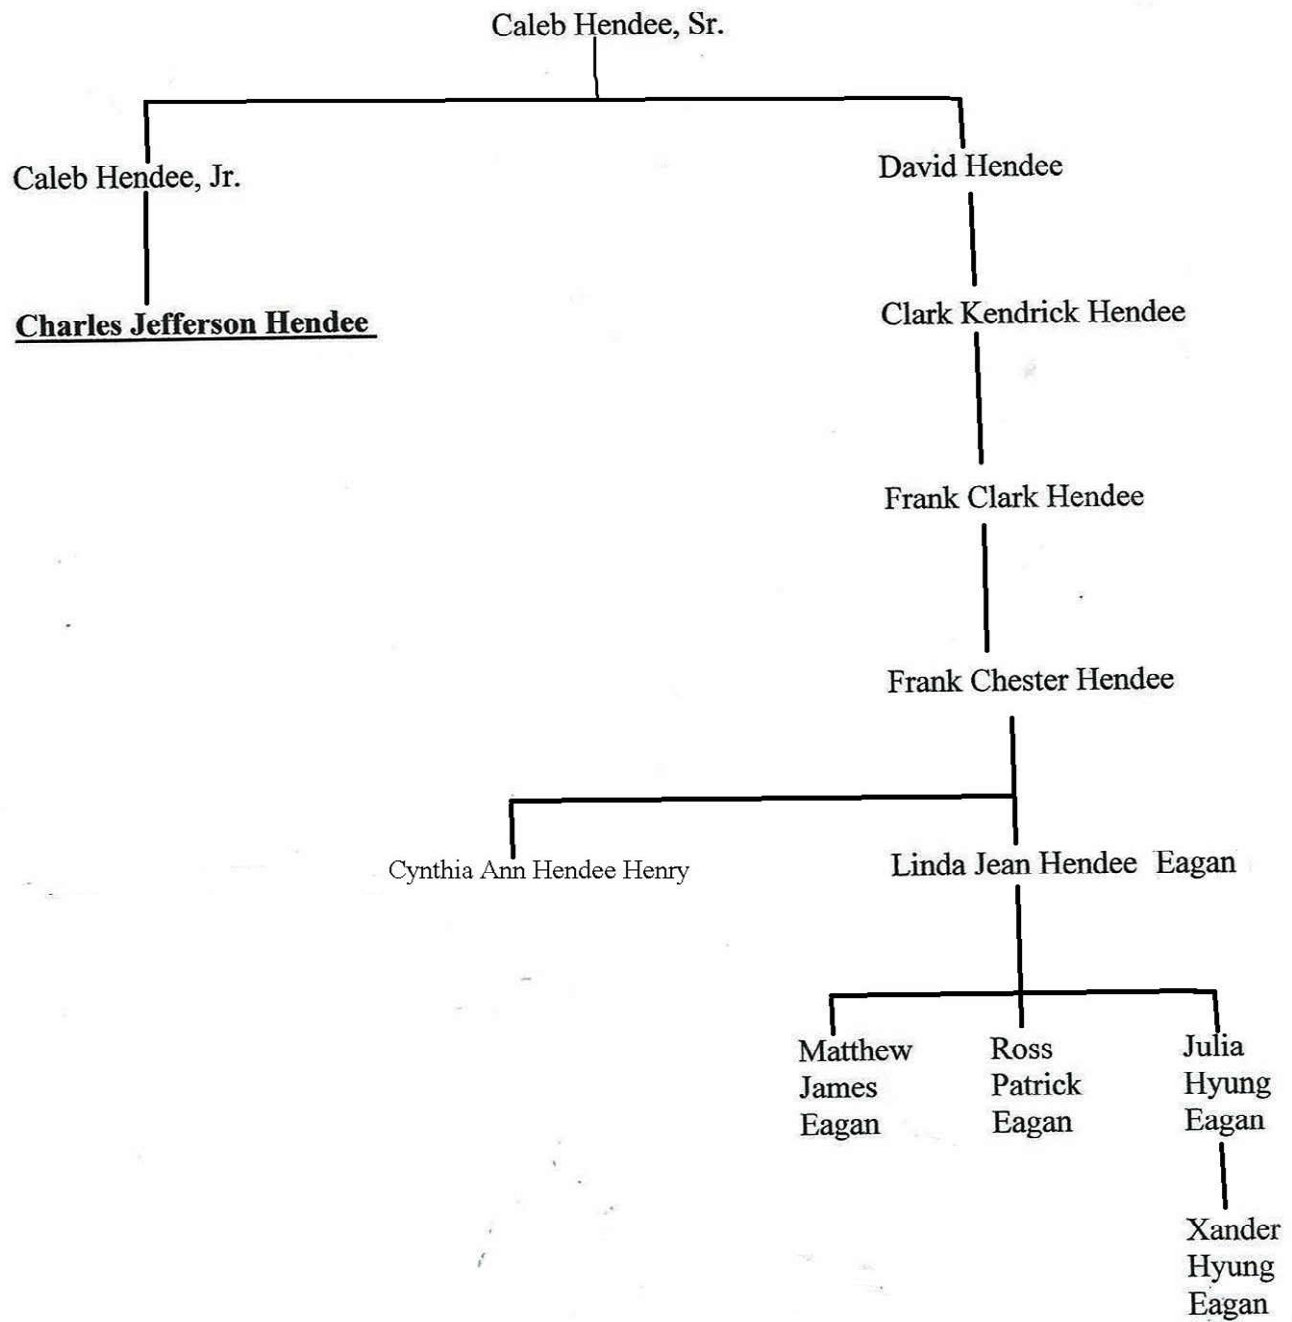 Caleb Hendee, Sr.
Caleb Hendee, Jr.
David Hendee
Charles Jefferson Hendee
Clark Kendrick Hendee
Frank Clark Hendee
Frank Chester Hendee
Cynthia Ann Hendee Henry
Linda Jean Hendee Eagan
Matthew
James
Eagan
Ross
Patrick
Eagan
Julia
Hyung
Eagan
Xander
Hyung
Eagan